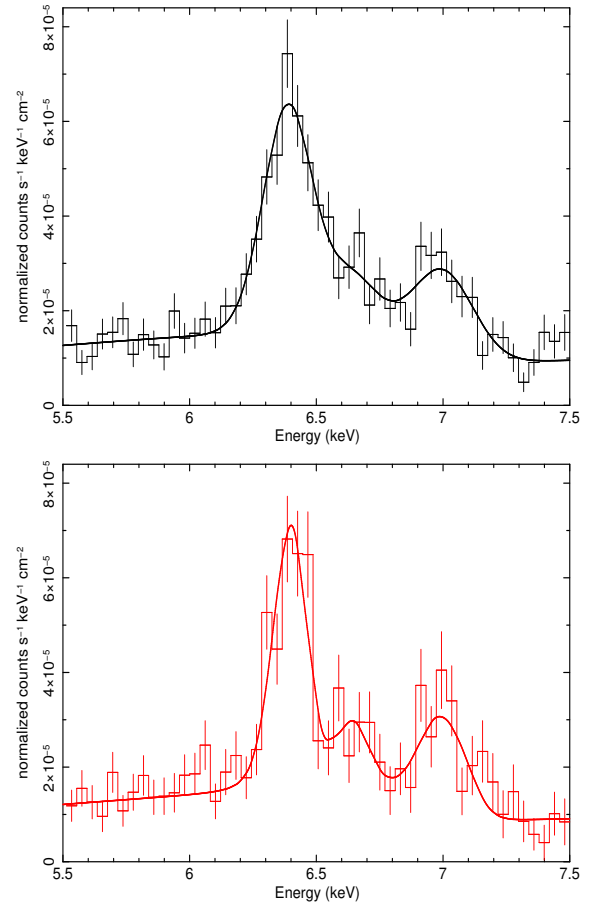 8×10⁻⁵
6×10⁻⁵
4×10⁻⁵
2×10⁻⁵
0
normalized counts s⁻¹ keV⁻¹ cm⁻²
5.5 6 6.5 7 7.5
Energy (keV)
8×10⁻⁵
6×10⁻⁵
4×10⁻⁵
2×10⁻⁵
0
normalized counts s⁻¹ keV⁻¹ cm⁻²
5.5 6 6.5 7 7.5
Energy (keV)